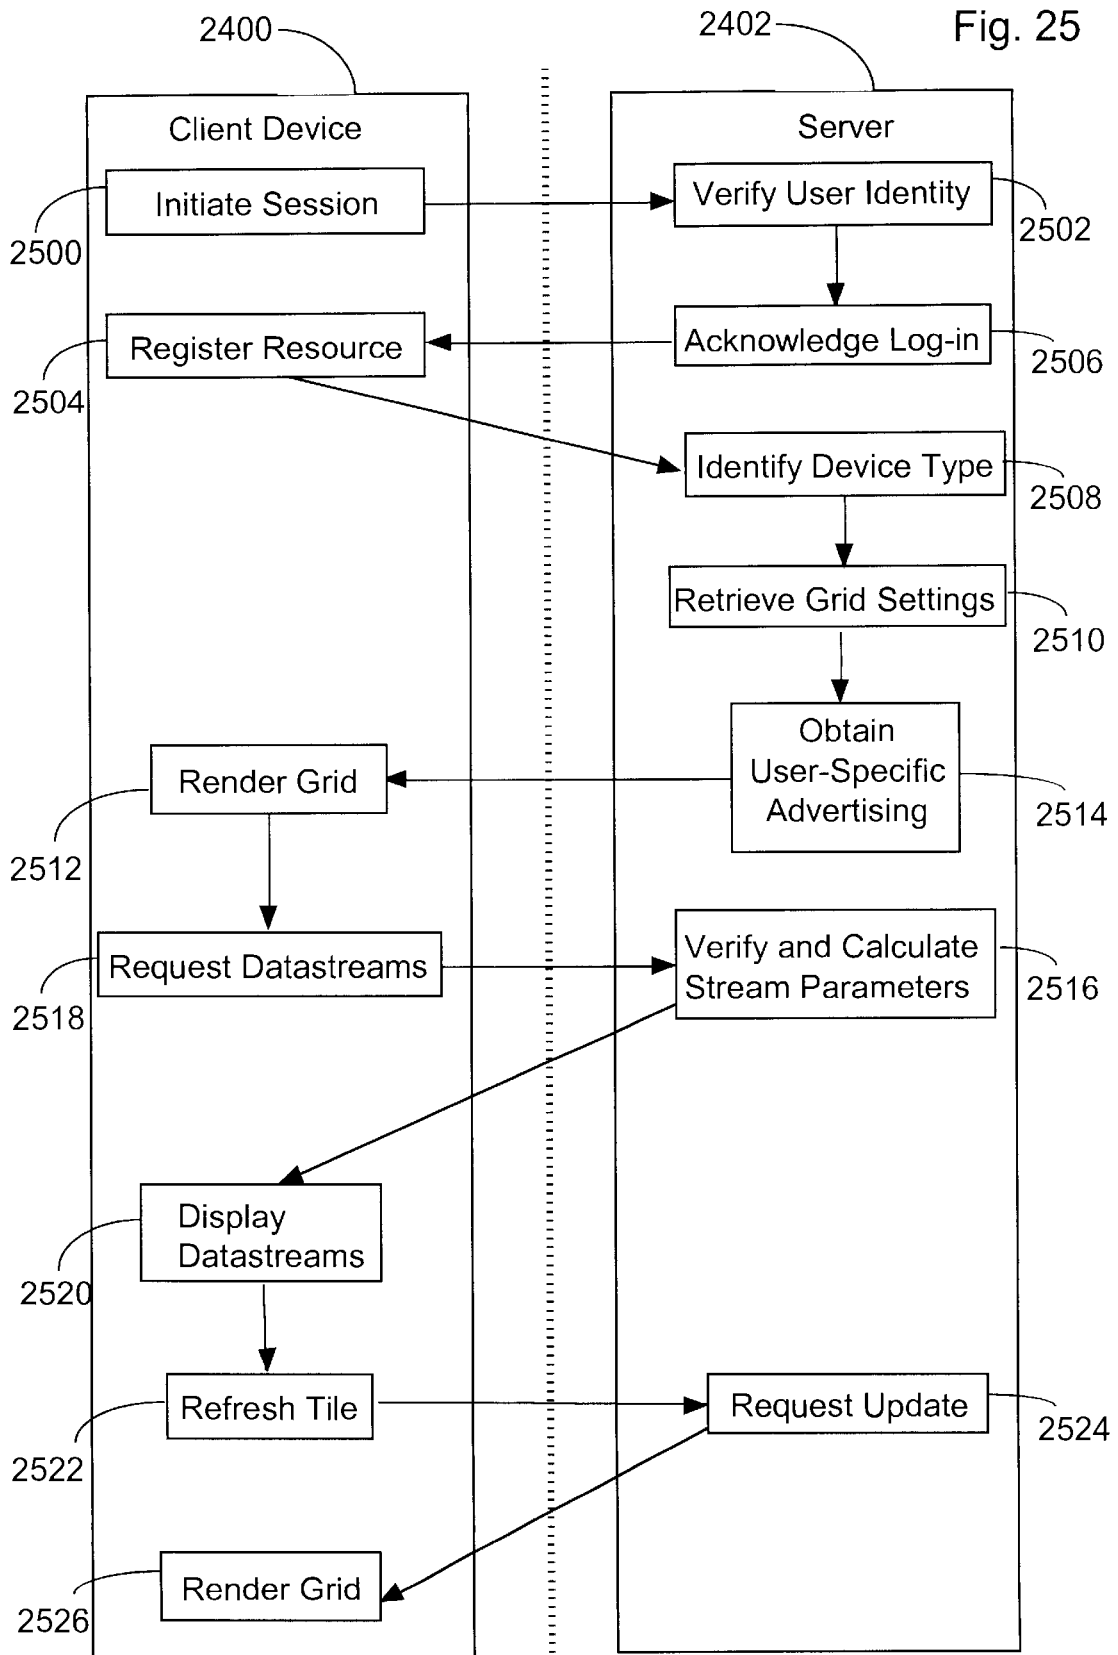 2400
2402
Fig. 25
Client Device
Server
Initiate Session
Verify User Identity
2500
2502
Register Resource
Acknowledge Log-in
2504
2506
Identify Device Type
2508
Retrieve Grid Settings
2510
Render Grid
Obtain
User-Specific
Advertising
2512
2514
Request Datastreams
Verify and Calculate
Stream Parameters
2518
2516
Display
Datastreams
2520
Refresh Tile
Request Update
2522
2524
Render Grid
2526